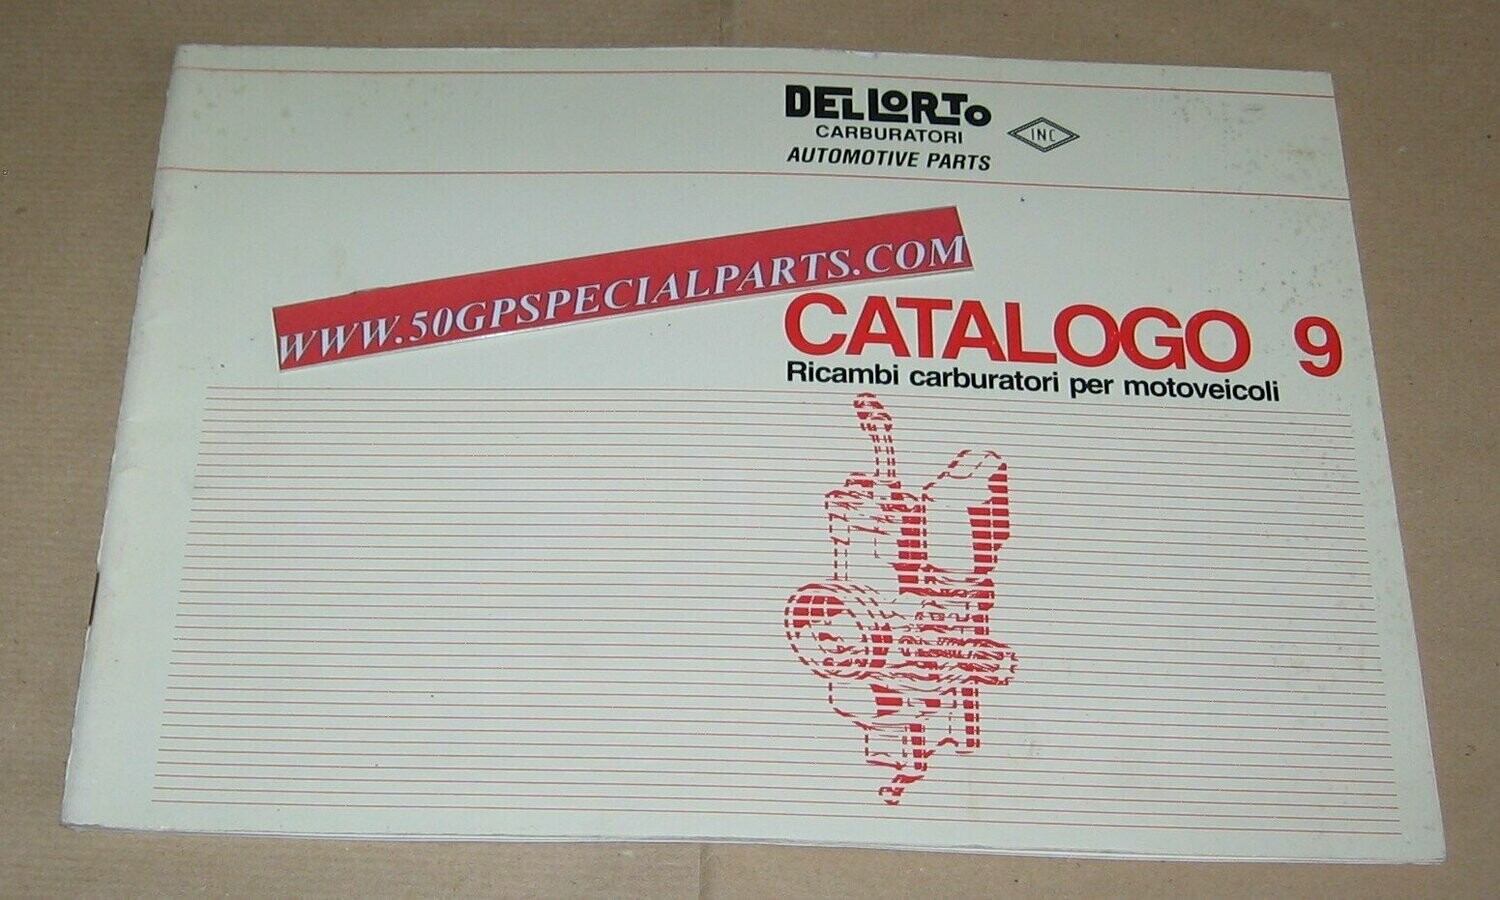 DELLORTO
CARBURATORI
AUTOMOTIVE PARTS
INC
WWW.50GPSPECIALPARTS.COM
CATALOGO 9
Ricambi carburatori per motoveicoli